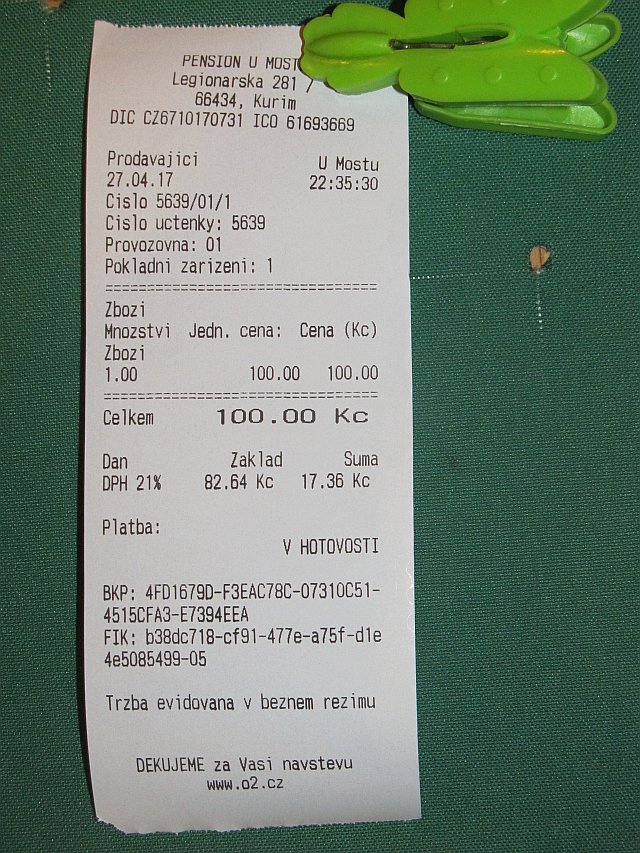 PENSION U MOST
Legionarska 281 /
66434, Kurim
DIC CZ6710170731 ICO 61693669
Prodavajici U Mostu
27.04.17 22:35:30
Cislo 5639/01/1
Cislo uctenky: 5639
Provozovna: 01
Pokladni zarizeni: 1
================================
Zbozi
Mnozstvi Jedn. cena: Cena (Kc)
Zbozi
1.00 100.00 100.00
================================
Celkem 100.00 Kc
Dan Zaklad Suma
DPH 21% 82.64 Kc 17.36 Kc
Platba:
V HOTOVOSTI
BKP: 4FD1679D-F3EAC78C-07310C51-
4515CFA3-E7394EEA
FIK: b38dc718-cf91-477e-a75f-d1e
4e5085499-05
Trzba evidovana v beznem rezimu
DEKUJEME za Vasi navstevu
www.o2.cz